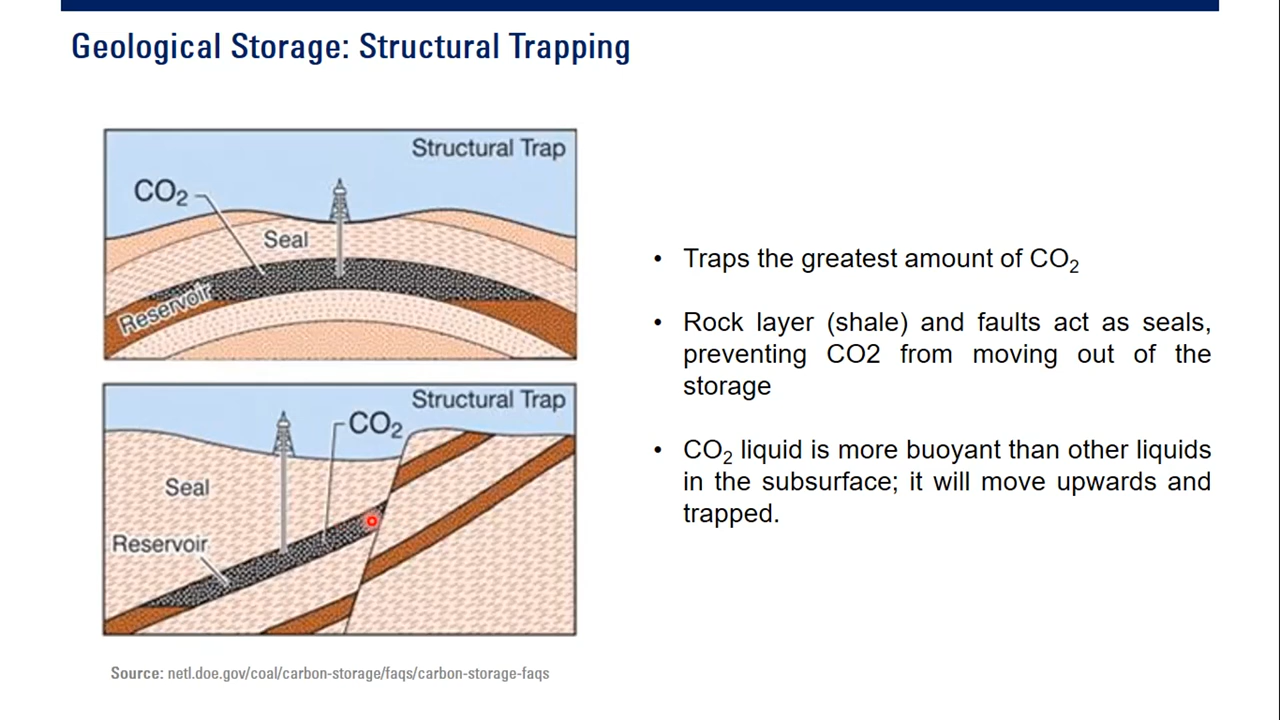 Geological Storage: Structural Trapping
Structural Trap
CO₂
Seal
Reservoir
Structural Trap
CO₂
Seal
Reservoir
Source: netl.doe.gov/coal/carbon-storage/faqs/carbon-storage-faqs
• Traps the greatest amount of CO₂
• Rock layer (shale) and faults act as seals,
preventing CO2 from moving out of the
storage
• CO₂ liquid is more buoyant than other liquids
in the subsurface; it will move upwards and
trapped.